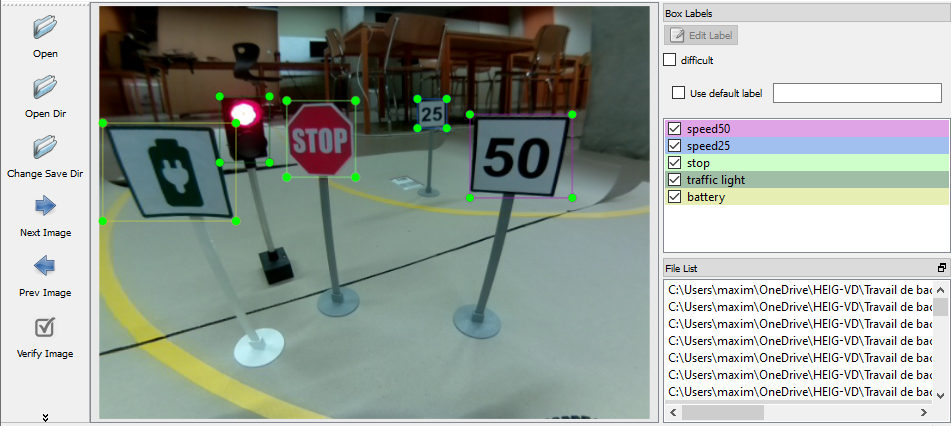 Open
Open Dir
Change Save Dir
Next Image
Prev Image
Verify Image
STOP
25
50
Box Labels
Edit Label
difficult
Use default label
speed50
speed25
stop
traffic light
battery
File List
C:\Users\maxim\OneDrive\HEIG-VD\Travail de bac
C:\Users\maxim\OneDrive\HEIG-VD\Travail de bac
C:\Users\maxim\OneDrive\HEIG-VD\Travail de bac
C:\Users\maxim\OneDrive\HEIG-VD\Travail de bac
C:\Users\maxim\OneDrive\HEIG-VD\Travail de bac
C:\Users\maxim\OneDrive\HEIG-VD\Travail de bac
C:\Users\maxim\OneDrive\HEIG-VD\Travail de bac